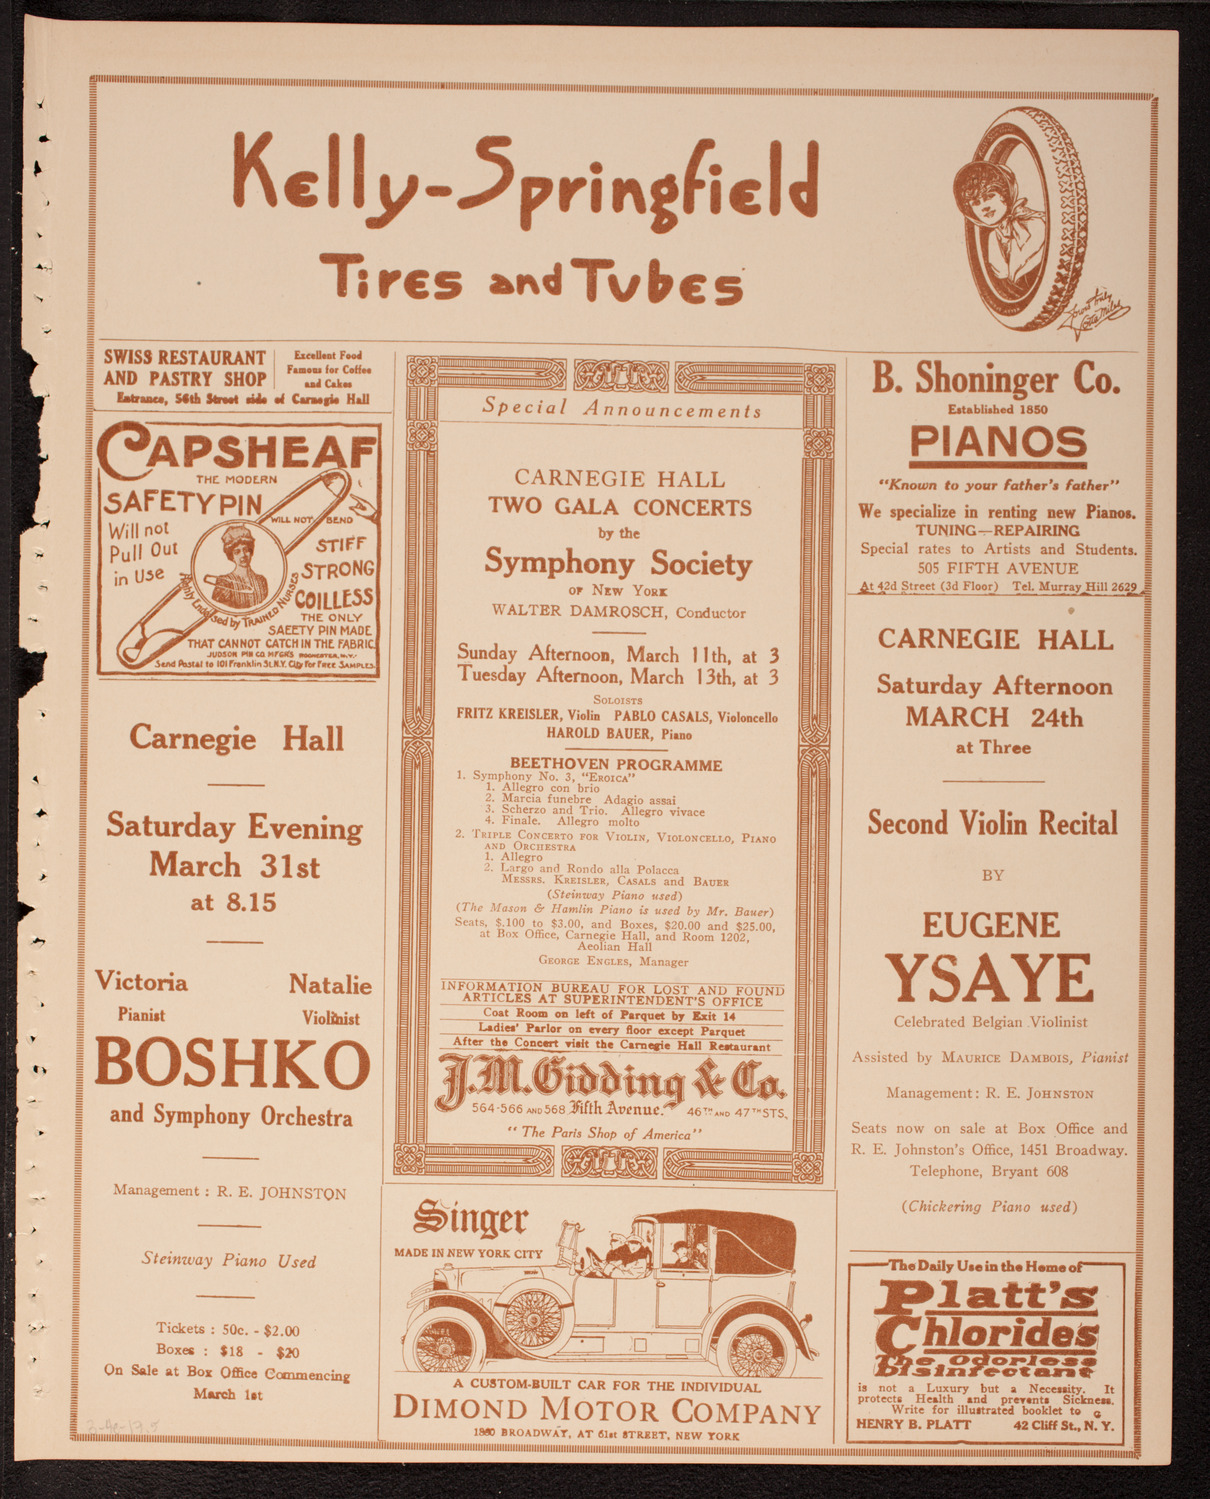 Kelly-Springfield
Tires and Tubes
Yours truly
Lotta Miles
SWISS RESTAURANT
AND PASTRY SHOP
Excellent Food
Famous for Coffee
and Cakes
Entrance, 56th Street side of Carnegie Hall
CAPSHEAF
THE MODERN
SAFETY PIN
WILL NOT BEND
Will not
Pull Out
in Use
STIFF
STRONG
COILLESS
Highly Endorsed by TRAINED NURSES
THE ONLY
SAFETY PIN MADE
THAT CANNOT CATCH IN THE FABRIC.
JUDSON PIN CO. MFGRS ROCHESTER, N.Y.
Send Postal to 101 Franklin St. N.Y. City for Free SAMPLES.
Carnegie Hall
Saturday Evening
March 31st
at 8.15
Victoria Natalie
Pianist Violinist
BOSHKO
and Symphony Orchestra
Management : R. E. JOHNSTON
Steinway Piano Used
Tickets : 50c. - $2.00
Boxes : $18 - $20
On Sale at Box Office Commencing
March 1st
Special Announcements
CARNEGIE HALL
TWO GALA CONCERTS
by the
Symphony Society
OF NEW YORK
WALTER DAMROSCH, Conductor
Sunday Afternoon, March 11th, at 3
Tuesday Afternoon, March 13th, at 3
SOLOISTS
FRITZ KREISLER, Violin PABLO CASALS, Violoncello
HAROLD BAUER, Piano
BEETHOVEN PROGRAMME
1. Symphony No. 3, "EROICA"
1. Allegro con brio
2. Marcia funebre Adagio assai
3. Scherzo and Trio. Allegro vivace
4. Finale. Allegro molto
2. TRIPLE CONCERTO FOR VIOLIN, VIOLONCELLO, PIANO
AND ORCHESTRA
1. Allegro
2. Largo and Rondo alla Polacca
MESSRS. KREISLER, CASALS and BAUER
(Steinway Piano used)
(The Mason & Hamlin Piano is used by Mr. Bauer)
Seats, $.100 to $3.00, and Boxes, $20.00 and $25.00,
at Box Office, Carnegie Hall, and Room 1202,
Aeolian Hall
GEORGE ENGLES, Manager
INFORMATION BUREAU FOR LOST AND FOUND
ARTICLES AT SUPERINTENDENT'S OFFICE
Coat Room on left of Parquet by Exit 14
Ladies' Parlor on every floor except Parquet
After the Concert visit the Carnegie Hall Restaurant
J.M. Gidding & Co.
564-566 AND 568 Fifth Avenue. 46TH AND 47TH STS.
"The Paris Shop of America"
Singer
MADE IN NEW YORK CITY
A CUSTOM-BUILT CAR FOR THE INDIVIDUAL
DIMOND MOTOR COMPANY
1880 BROADWAY, AT 61st STREET, NEW YORK
B. Shoninger Co.
Established 1850
PIANOS
"Known to your father's father"
We specialize in renting new Pianos.
TUNING—REPAIRING
Special rates to Artists and Students.
505 FIFTH AVENUE
At 42d Street (3d Floor) Tel. Murray Hill 2629
CARNEGIE HALL
Saturday Afternoon
MARCH 24th
at Three
Second Violin Recital
BY
EUGENE
YSAYE
Celebrated Belgian Violinist
Assisted by MAURICE DAMBOIS, Pianist
Management: R. E. JOHNSTON
Seats now on sale at Box Office and
R. E. Johnston's Office, 1451 Broadway.
Telephone, Bryant 608
(Chickering Piano used)
The Daily Use in the Home of
Platt's
Chlorides
The Odorless
Disinfectant
is not a Luxury but a Necessity. It
protects Health and prevents Sickness.
Write for illustrated booklet to G
HENRY B. PLATT 42 Cliff St., N. Y.